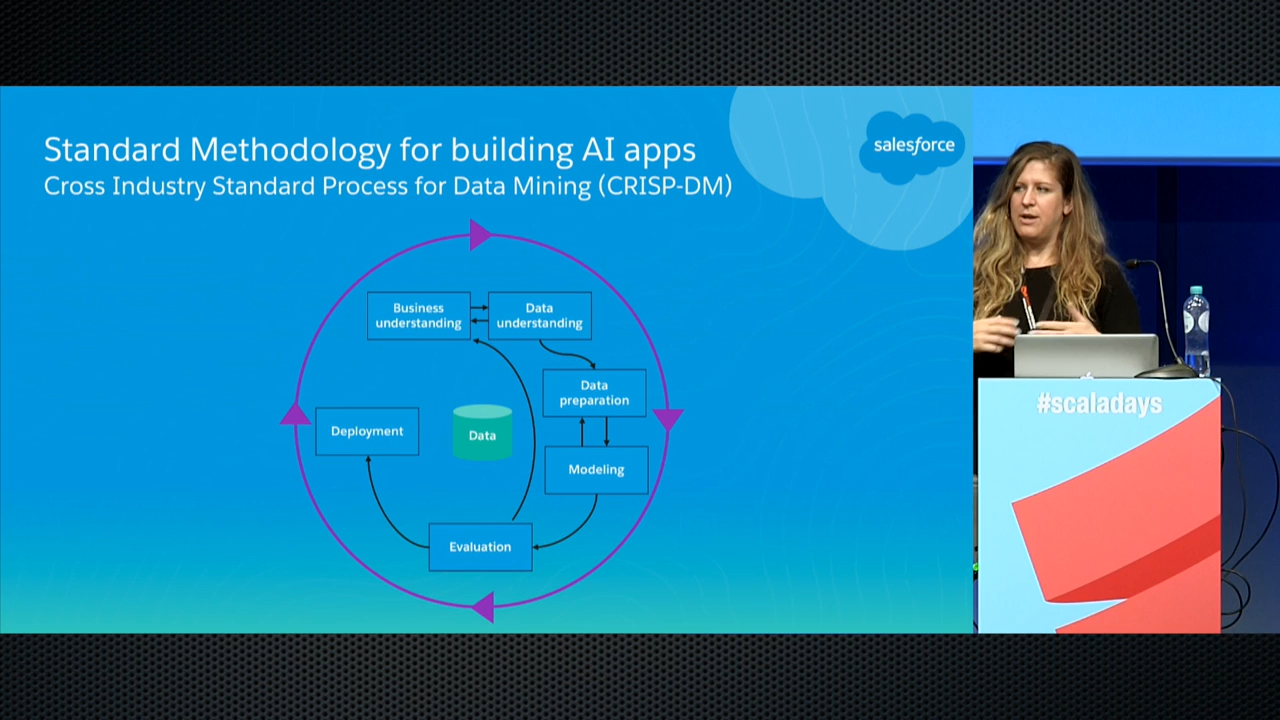 Standard Methodology for building AI apps
Cross Industry Standard Process for Data Mining (CRISP-DM)
salesforce
Business
understanding
Data
understanding
Data
preparation
Deployment
Data
Modeling
Evaluation
#scaladays